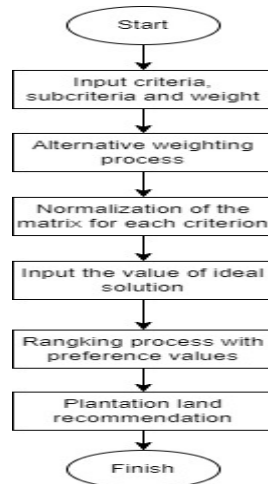 Start
Input criteria,
subcriteria and weight
Alternative weighting
process
Normalization of the
matrix for each criterion
Input the value of ideal
solution
Rangking process with
preference values
Plantation land
recommendation
Finish